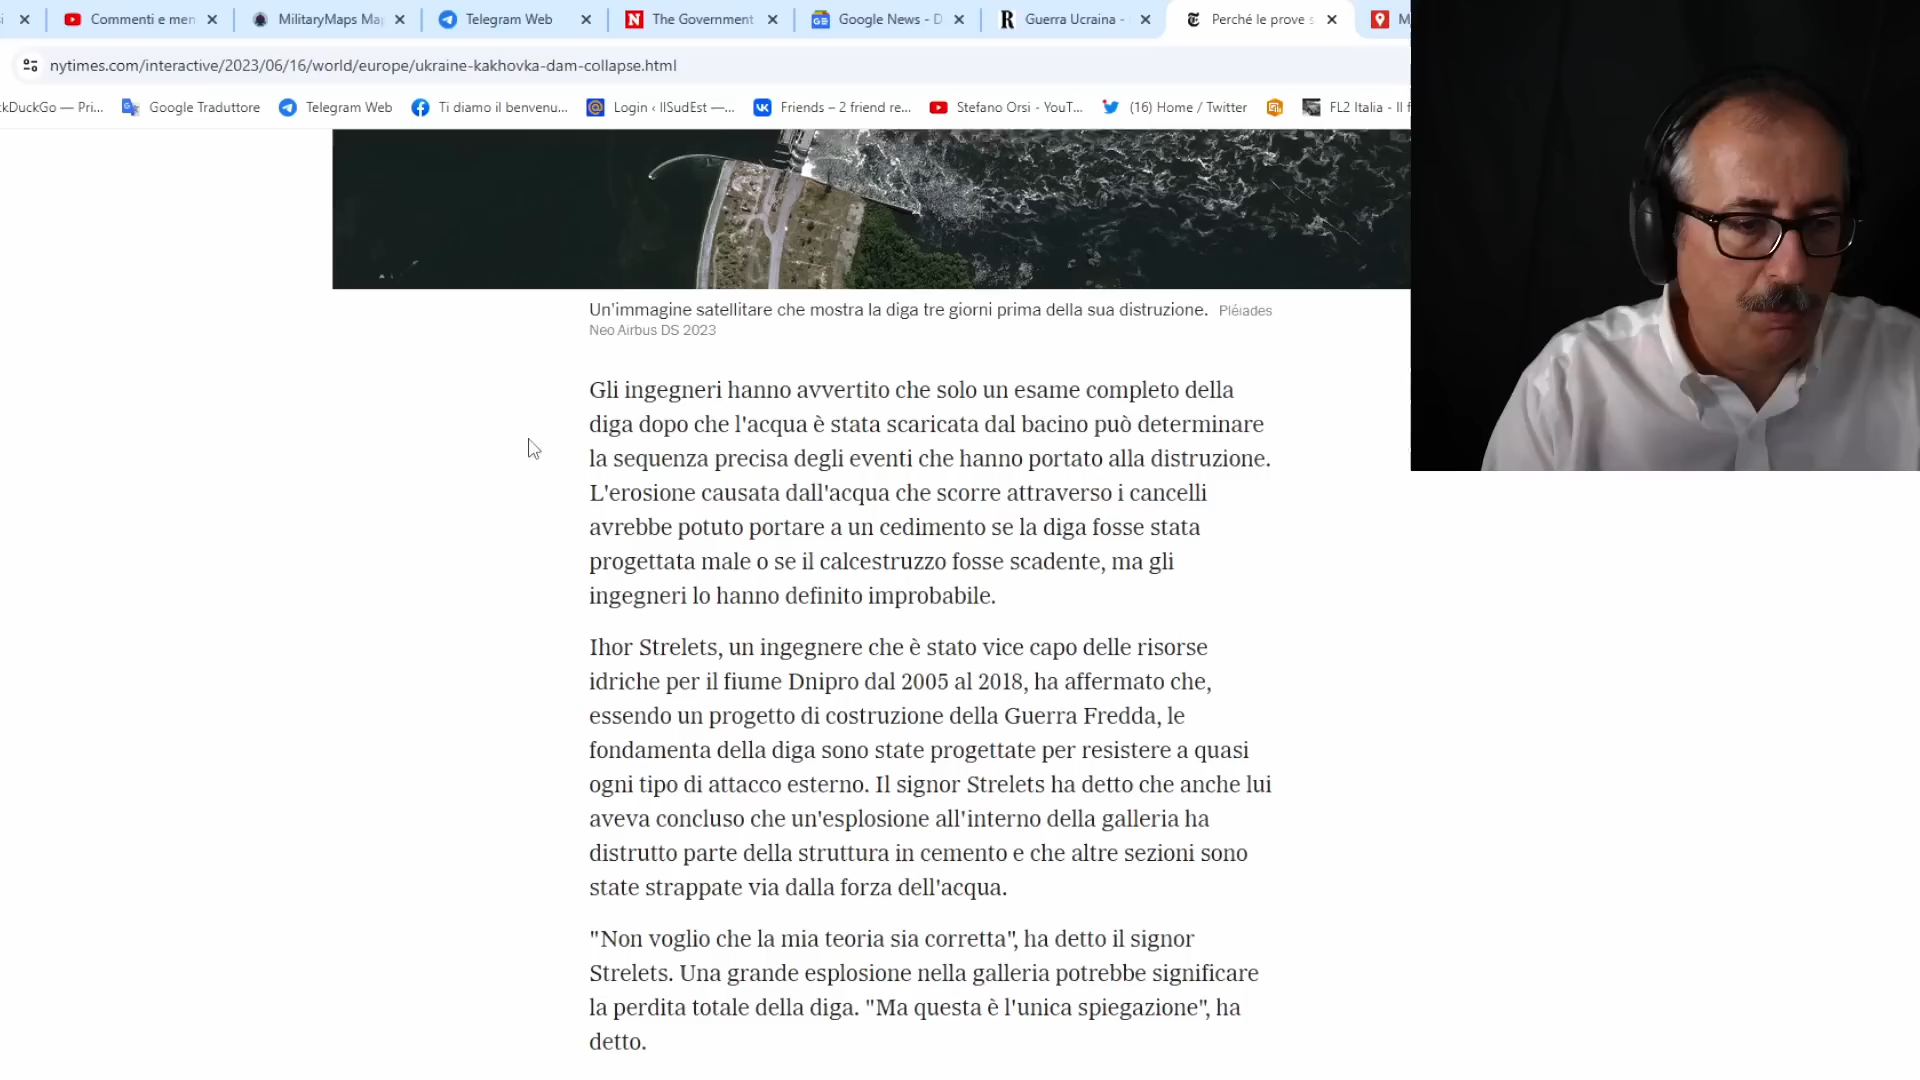 Commenti e men
MilitaryMaps Ma
Telegram Web
The Government
Google News - D
Guerra Ucraina -
Perché le prove s
M
nytimes.com/interactive/2023/06/16/world/europe/ukraine-kakhovka-dam-collapse.html
ckDuckGo — Pri...
Google Traduttore
Telegram Web
Ti diamo il benvenu...
Login ‹ IlSudEst —...
Friends – 2 friend re...
Stefano Orsi - YouT...
(16) Home / Twitter
FL2 Italia - Il f
Un'immagine satellitare che mostra la diga tre giorni prima della sua distruzione. Pléiades
Neo Airbus DS 2023
Gli ingegneri hanno avvertito che solo un esame completo della
diga dopo che l'acqua è stata scaricata dal bacino può determinare
la sequenza precisa degli eventi che hanno portato alla distruzione.
L'erosione causata dall'acqua che scorre attraverso i cancelli
avrebbe potuto portare a un cedimento se la diga fosse stata
progettata male o se il calcestruzzo fosse scadente, ma gli
ingegneri lo hanno definito improbabile.
Ihor Strelets, un ingegnere che è stato vice capo delle risorse
idriche per il fiume Dnipro dal 2005 al 2018, ha affermato che,
essendo un progetto di costruzione della Guerra Fredda, le
fondamenta della diga sono state progettate per resistere a quasi
ogni tipo di attacco esterno. Il signor Strelets ha detto che anche lui
aveva concluso che un'esplosione all'interno della galleria ha
distrutto parte della struttura in cemento e che altre sezioni sono
state strappate via dalla forza dell'acqua.
"Non voglio che la mia teoria sia corretta", ha detto il signor
Strelets. Una grande esplosione nella galleria potrebbe significare
la perdita totale della diga. "Ma questa è l'unica spiegazione", ha
detto.